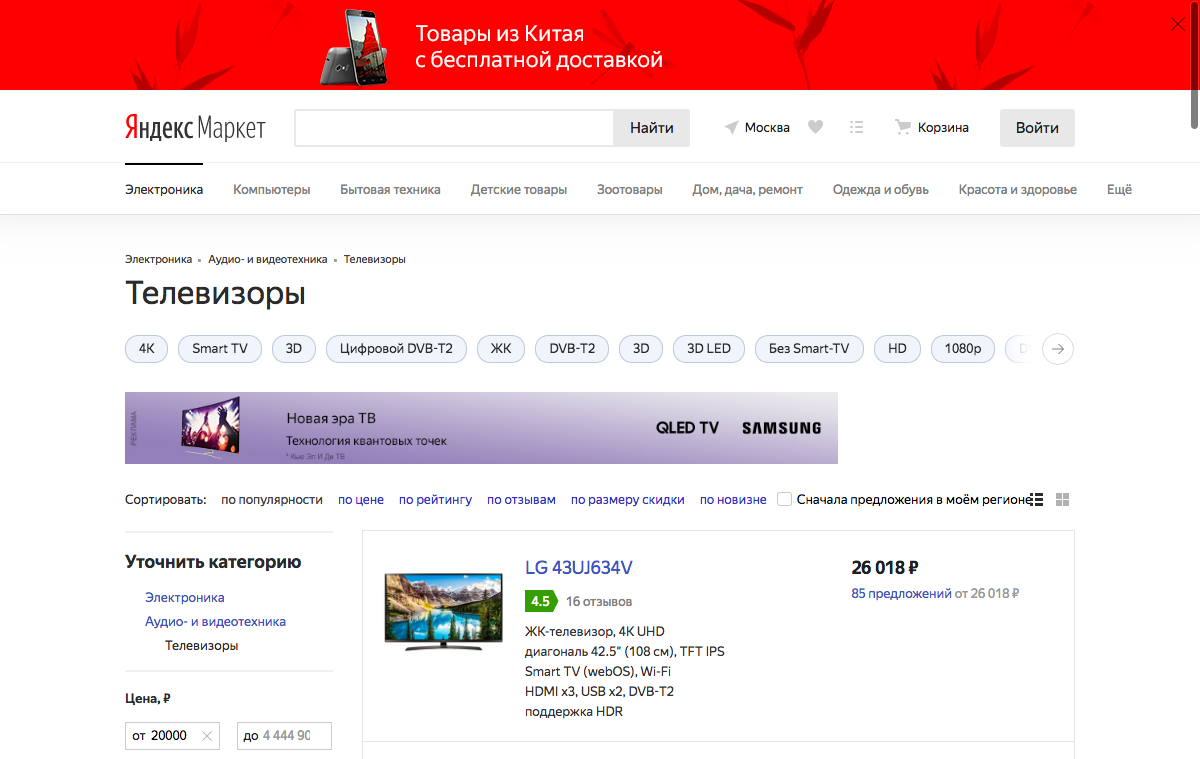 Товары из Китая
с бесплатной доставкой
Яндекс Маркет
Найти
Москва
Корзина
Войти
Электроника
Компьютеры
Бытовая техника
Детские товары
Зоотовары
Дом, дача, ремонт
Одежда и обувь
Красота и здоровье
Ещё
Электроника • Аудио- и видеотехника • Телевизоры
Телевизоры
4K
Smart TV
3D
Цифровой DVB-T2
ЖК
DVB-T2
3D
3D LED
Без Smart-TV
HD
1080p
РЕКЛАМА
Новая эра ТВ
Технология квантовых точек
* Кью Эл И Ди ТВ
QLED TV
SAMSUNG
Сортировать: по популярности по цене по рейтингу по отзывам по размеру скидки по новизне Сначала предложения в моём регионе
Уточнить категорию
Электроника
Аудио- и видеотехника
Телевизоры
Цена, ₽
от 20000
до 4 444 90
LG 43UJ634V
4.5 16 отзывов
ЖК-телевизор, 4K UHD
диагональ 42.5" (108 см), TFT IPS
Smart TV (webOS), Wi-Fi
HDMI x3, USB x2, DVB-T2
поддержка HDR
26 018 ₽
85 предложений от 26 018 ₽